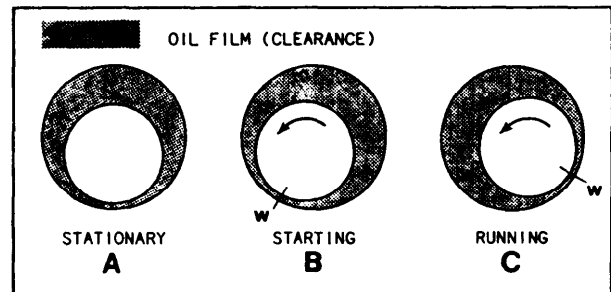 OIL FILM (CLEARANCE)
W
W
STATIONARY STARTING RUNNING
A B C